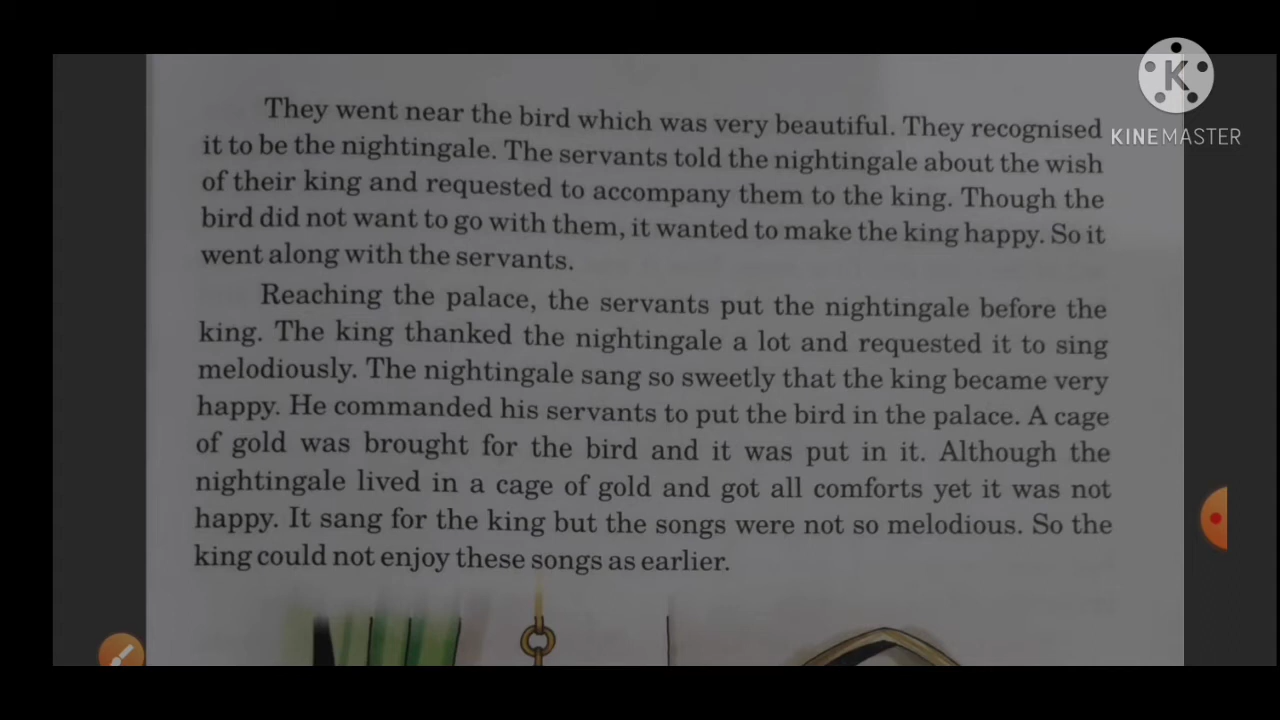 They went near the bird which was very beautiful. They recognised
it to be the nightingale. The servants told the nightingale about the wish
of their king and requested to accompany them to the king. Though the
bird did not want to go with them, it wanted to make the king happy. So it
went along with the servants.
Reaching the palace, the servants put the nightingale before the
king. The king thanked the nightingale a lot and requested it to sing
melodiously. The nightingale sang so sweetly that the king became very
happy. He commanded his servants to put the bird in the palace. A cage
of gold was brought for the bird and it was put in it. Although the
nightingale lived in a cage of gold and got all comforts yet it was not
happy. It sang for the king but the songs were not so melodious. So the
king could not enjoy these songs as earlier.
K
KINEMASTER